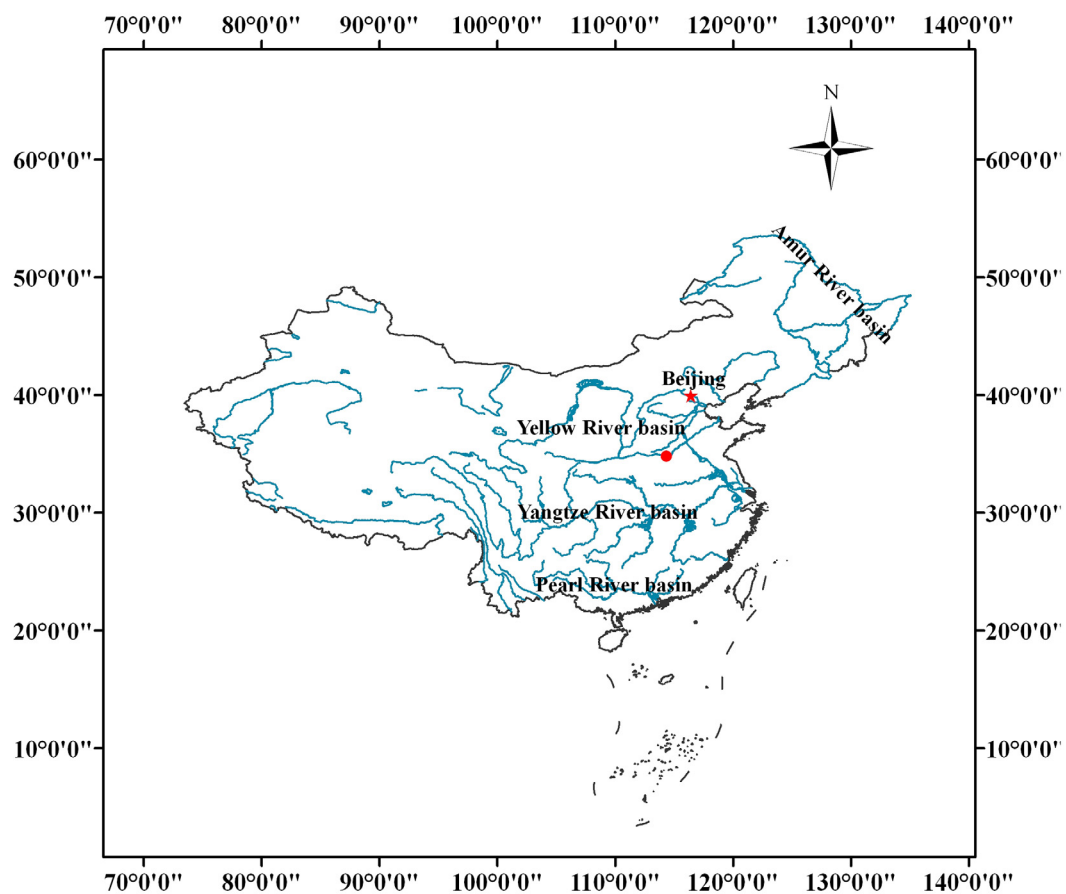 70°0'0" 80°0'0" 90°0'0" 100°0'0" 110°0'0" 120°0'0" 130°0'0" 140°0'0"
N
60°0'0" 60°0'0"
Amur River basin
50°0'0" 50°0'0"
Beijing
40°0'0" 40°0'0"
Yellow River basin
30°0'0" 30°0'0"
Yangtze River basin
Pearl River basin
20°0'0" 20°0'0"
10°0'0" 10°0'0"
70°0'0" 80°0'0" 90°0'0" 100°0'0" 110°0'0" 120°0'0" 130°0'0" 140°0'0"